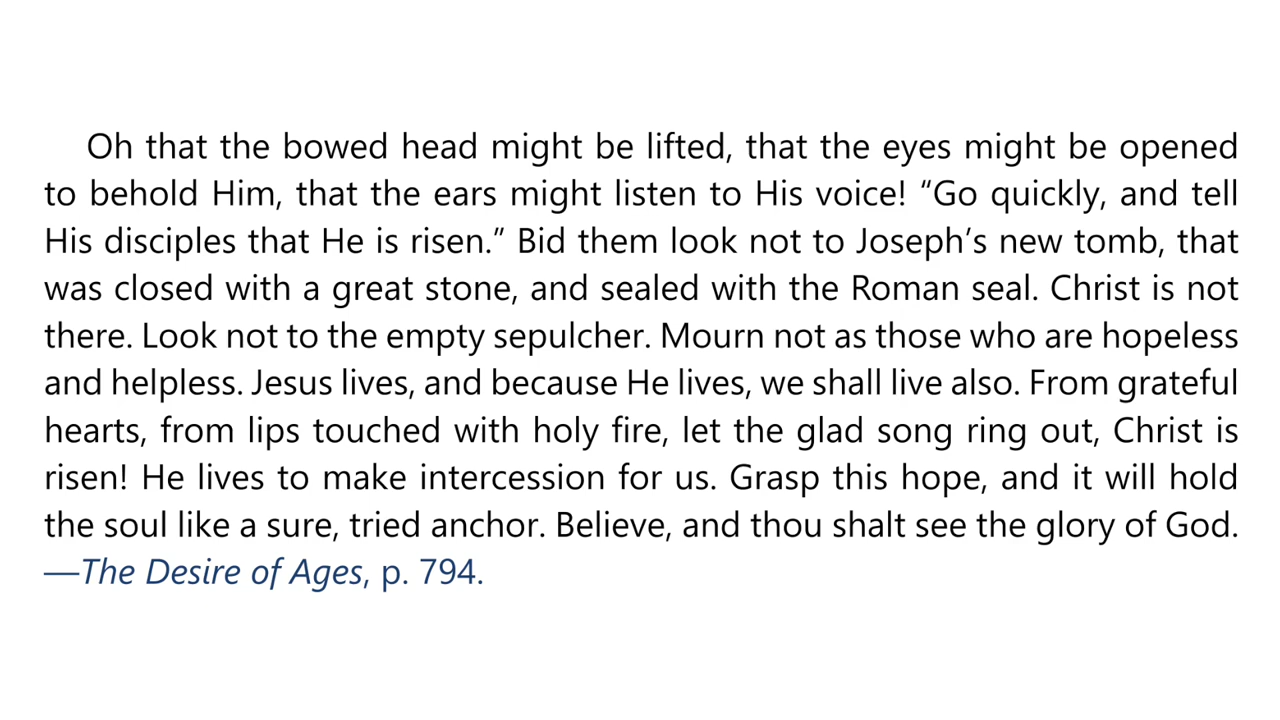 Oh that the bowed head might be lifted, that the eyes might be opened
to behold Him, that the ears might listen to His voice! “Go quickly, and tell
His disciples that He is risen.” Bid them look not to Joseph’s new tomb, that
was closed with a great stone, and sealed with the Roman seal. Christ is not
there. Look not to the empty sepulcher. Mourn not as those who are hopeless
and helpless. Jesus lives, and because He lives, we shall live also. From grateful
hearts, from lips touched with holy fire, let the glad song ring out, Christ is
risen! He lives to make intercession for us. Grasp this hope, and it will hold
the soul like a sure, tried anchor. Believe, and thou shalt see the glory of God.
—The Desire of Ages, p. 794.